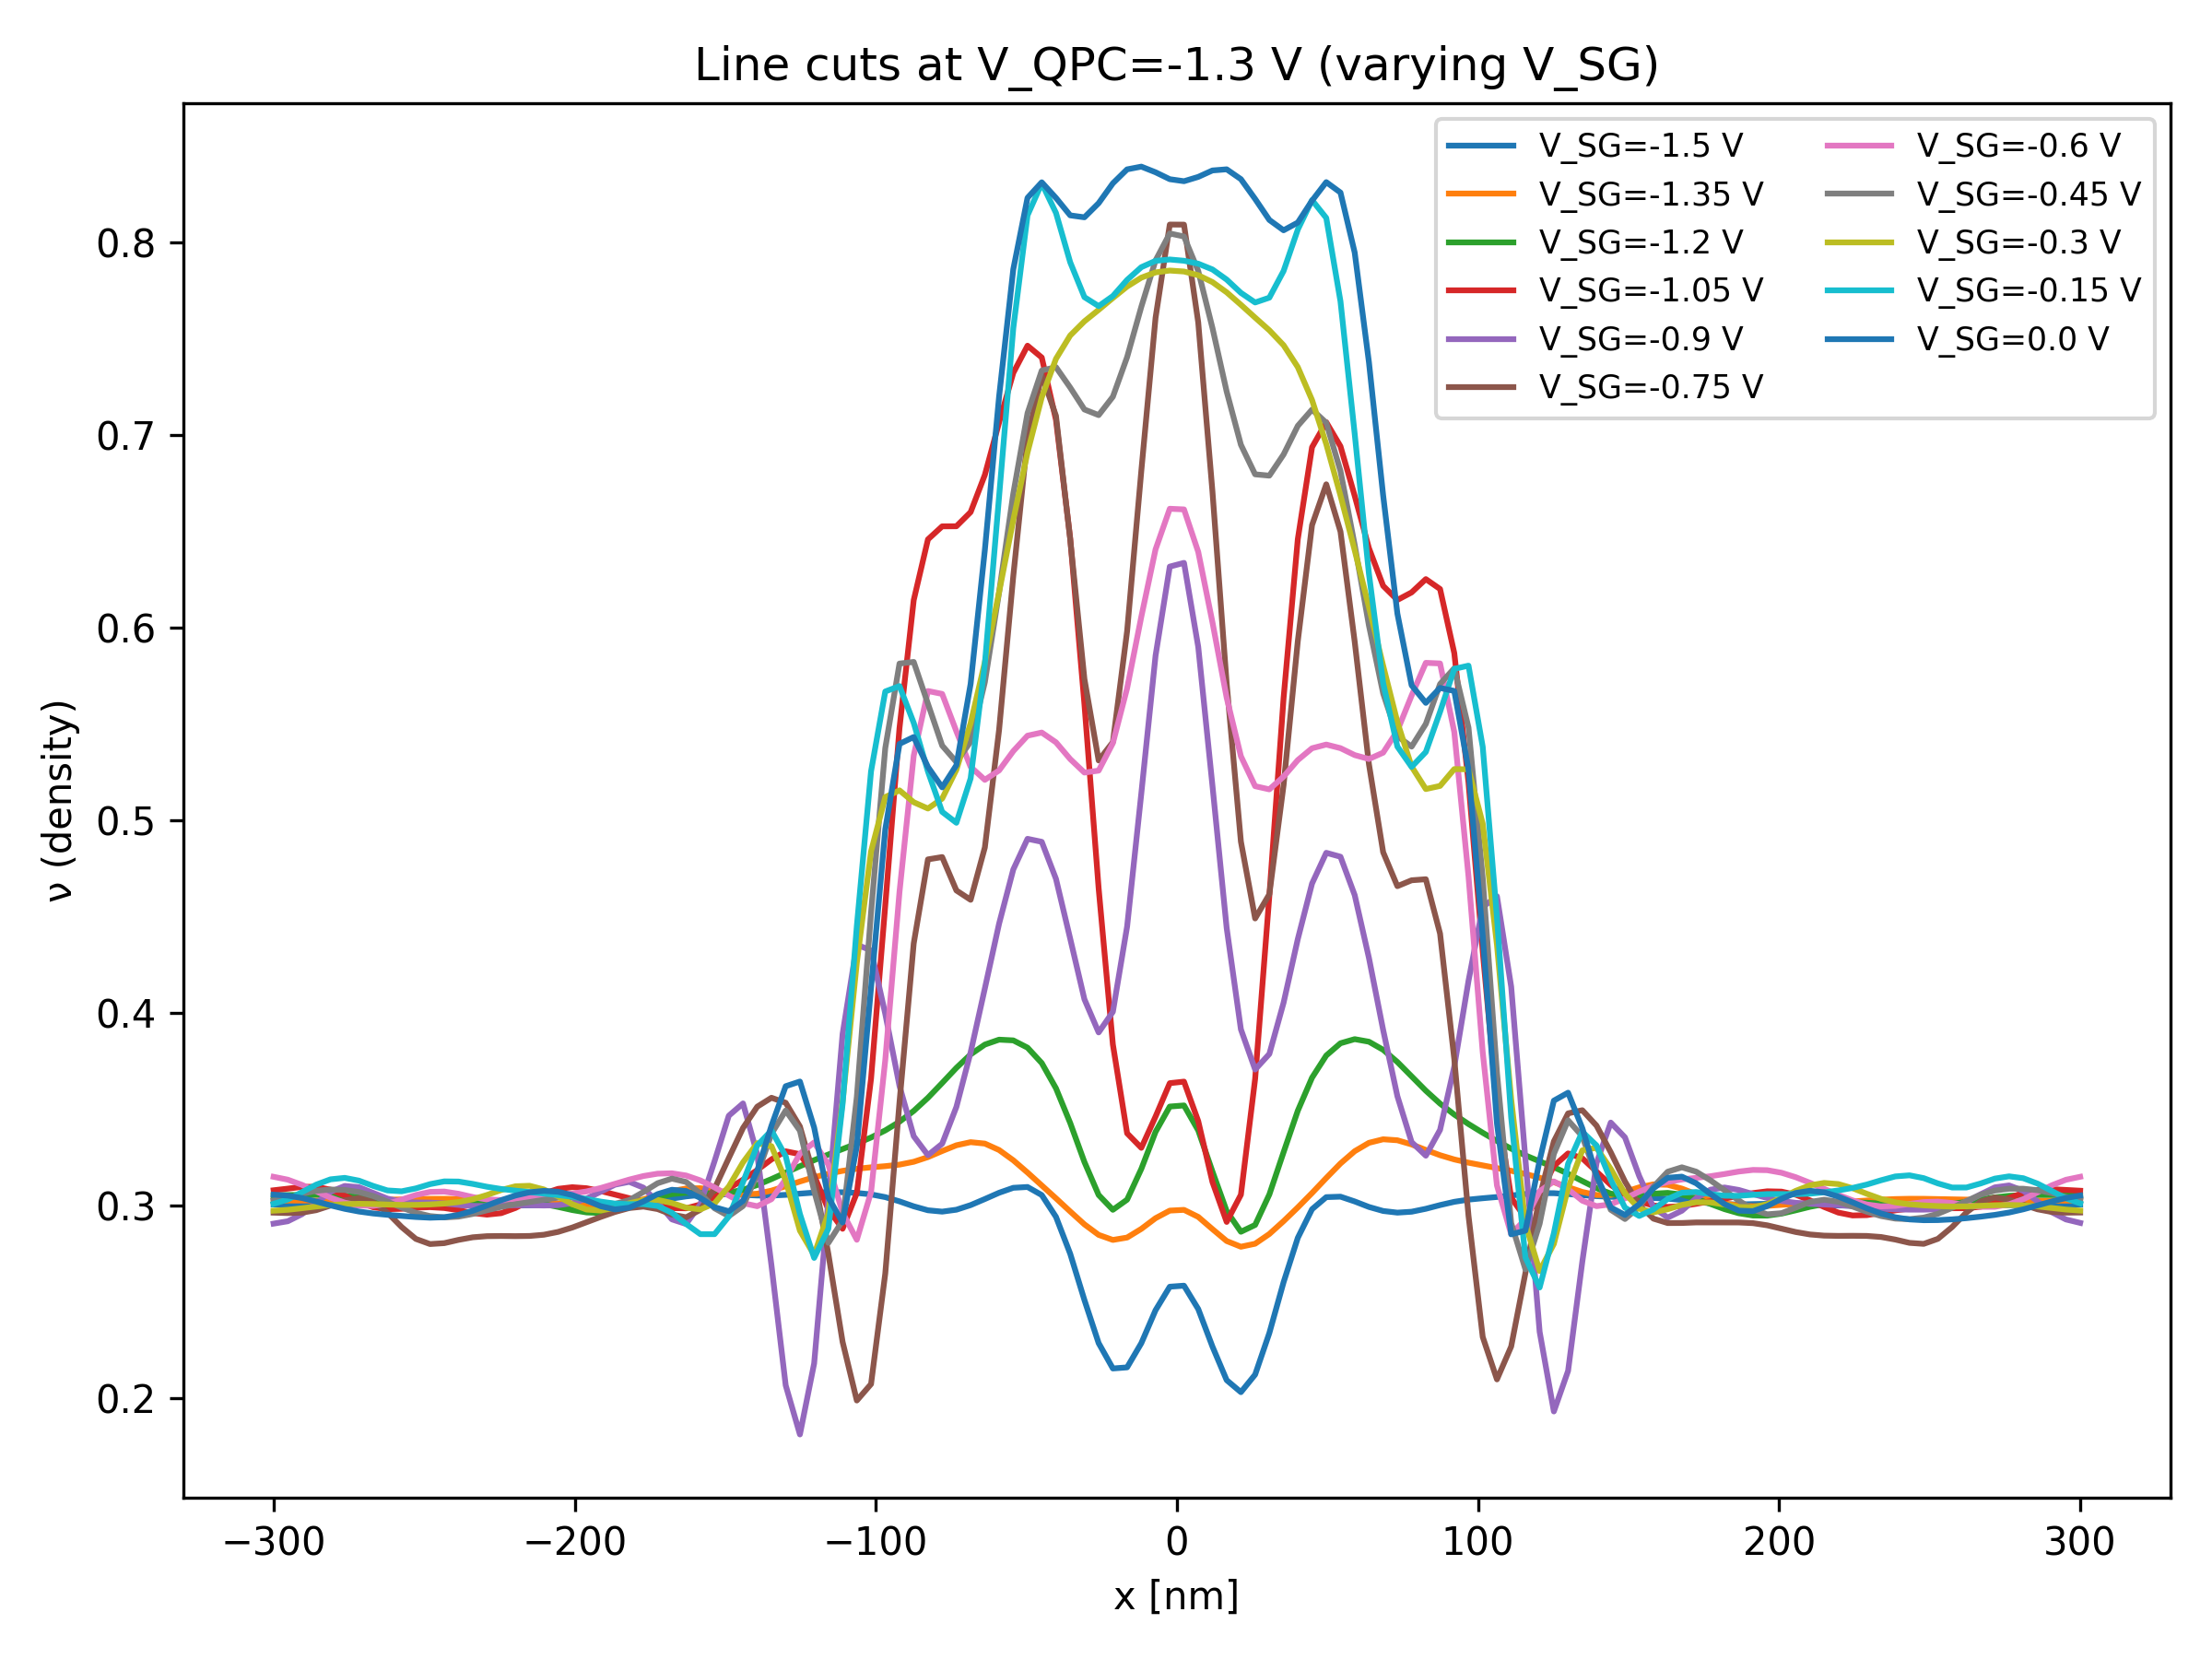 Line cuts at V_QPC=-1.3 V (varying V_SG)
V_SG=-1.5 V
V_SG=-1.35 V
V_SG=-1.2 V
V_SG=-1.05 V
V_SG=-0.9 V
V_SG=-0.75 V
V_SG=-0.6 V
V_SG=-0.45 V
V_SG=-0.3 V
V_SG=-0.15 V
V_SG=0.0 V
ν (density)
0.8
0.7
0.6
0.5
0.4
0.3
0.2
−300
−200
−100
0
100
200
300
x [nm]